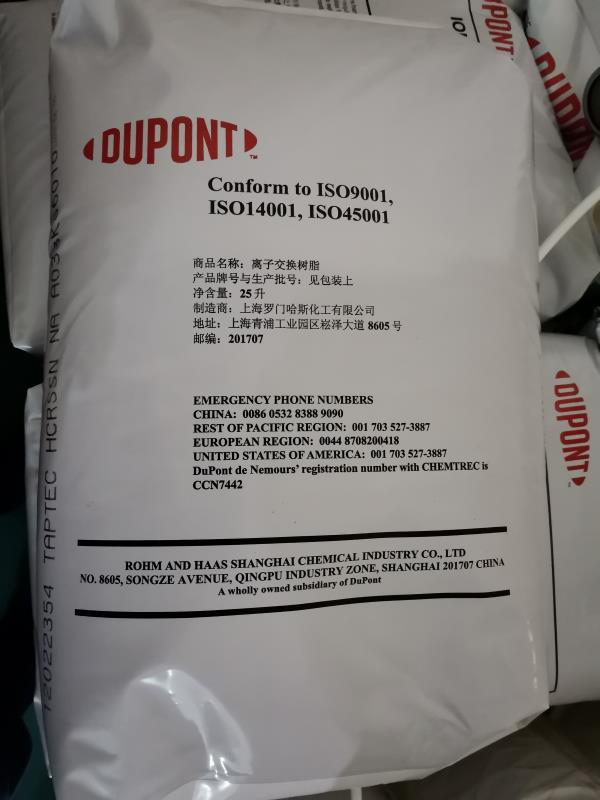 DUPONT™
Conform to ISO9001,
ISO14001, ISO45001
商品名称：离子交换树脂
产品牌号与生产批号：见包装上
净含量：25 升
制造商：上海罗门哈斯化工有限公司
地址：上海青浦工业园区崧泽大道 8605 号
邮编：201707
EMERGENCY PHONE NUMBERS
CHINA: 0086 0532 8388 9090
REST OF PACIFIC REGION: 001 703 527-3887
EUROPEAN REGION: 0044 8708200418
UNITED STATES OF AMERICA: 001 703 527-3887
DuPont de Nemours' registration number with CHEMTREC is
CCN7442
ROHM AND HAAS SHANGHAI CHEMICAL INDUSTRY CO., LTD
NO. 8605, SONGZE AVENUE, QINGPU INDUSTRY ZONE, SHANGHAI 201707 CHINA
A wholly owned subsidiary of DuPont
12022354 TAPTEC HCRSSN NA
DUPONT
DUPONT
DUPONT™